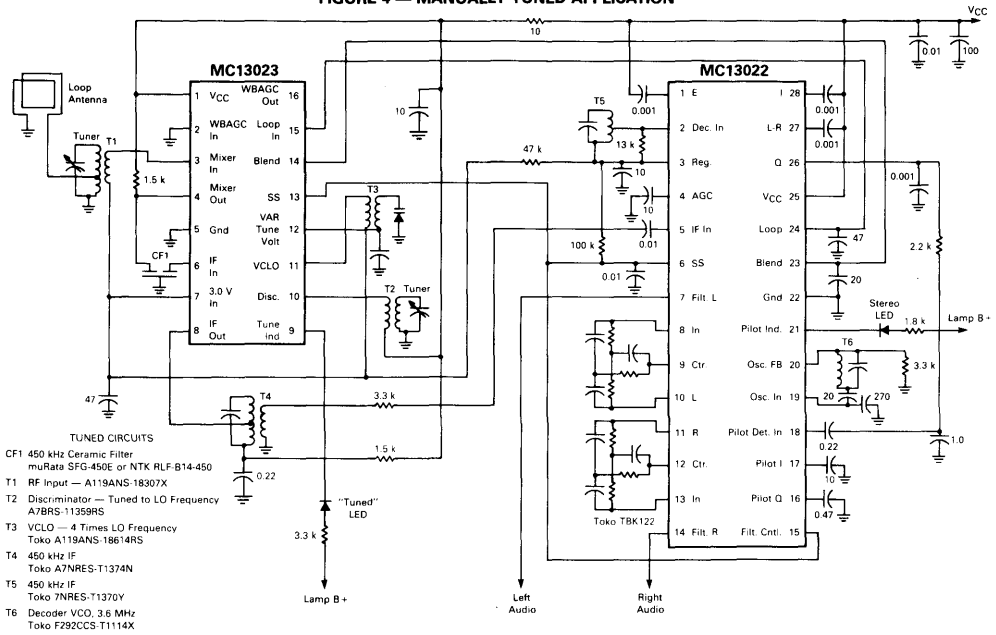 FIGURE 4 — MANUALLY TUNED APPLICATION
VCC
10
0.01
100
Loop
Antenna
Tuner
T1
1.5 k
CF1
47
MC13023
1 VCC
2 WBAGC
In
3 Mixer
In
4 Mixer
Out
5 Gnd
6 IF
In
7 3.0 V
In
8 IF
Out
WBAGC 16
Out
Loop 15
In
Blend 14
SS 13
VAR
Tune 12
Volt
VCLO 11
Disc. 10
Tune 9
Ind
10
T3
T2 Tuner
47 k
T5
13 k
10
0.001
10
0.01
100 k
0.01
T4
3.3 k
1.5 k
0.22
"Tuned"
LED
3.3 k
Lamp B +
Left
Audio
Right
Audio
Toko TBK122
MC13022
1 E
2 Dec. In
3 Reg.
4 AGC
5 IF In
6 SS
7 Filt L
8 In
9 Ctr.
10 L
11 R
12 Ctr.
13 In
14 Filt. R
I 28
L-R 27
Q 26
VCC 25
Loop 24
Blend 23
Gnd 22
Pilot Ind. 21
Osc. FB 20
Osc. In 19
Pilot Det. In 18
Pilot I 17
Pilot Q 16
Filt. Cntl. 15
0.001
0.001
0.001
47
2.2 k
20
Stereo
LED
1.8 k
Lamp B +
T6
3.3 k
20
270
0.22
1.0
10
0.47
TUNED CIRCUITS
CF1 450 kHz Ceramic Filter
muRata SFG-450E or NTK RLF-B14-450
T1 RF Input — A119ANS-18307X
T2 Discriminator — Tuned to LO Frequency
A7BRS-11359RS
T3 VCLO — 4 Times LO Frequency
Toko A119ANS-18614RS
T4 450 kHz IF
Toko A7NRES-T1374N
T5 450 kHz IF
Toko 7NRES-T1370Y
T6 Decoder VCO, 3.6 MHz
Toko F292CCS-T1114X